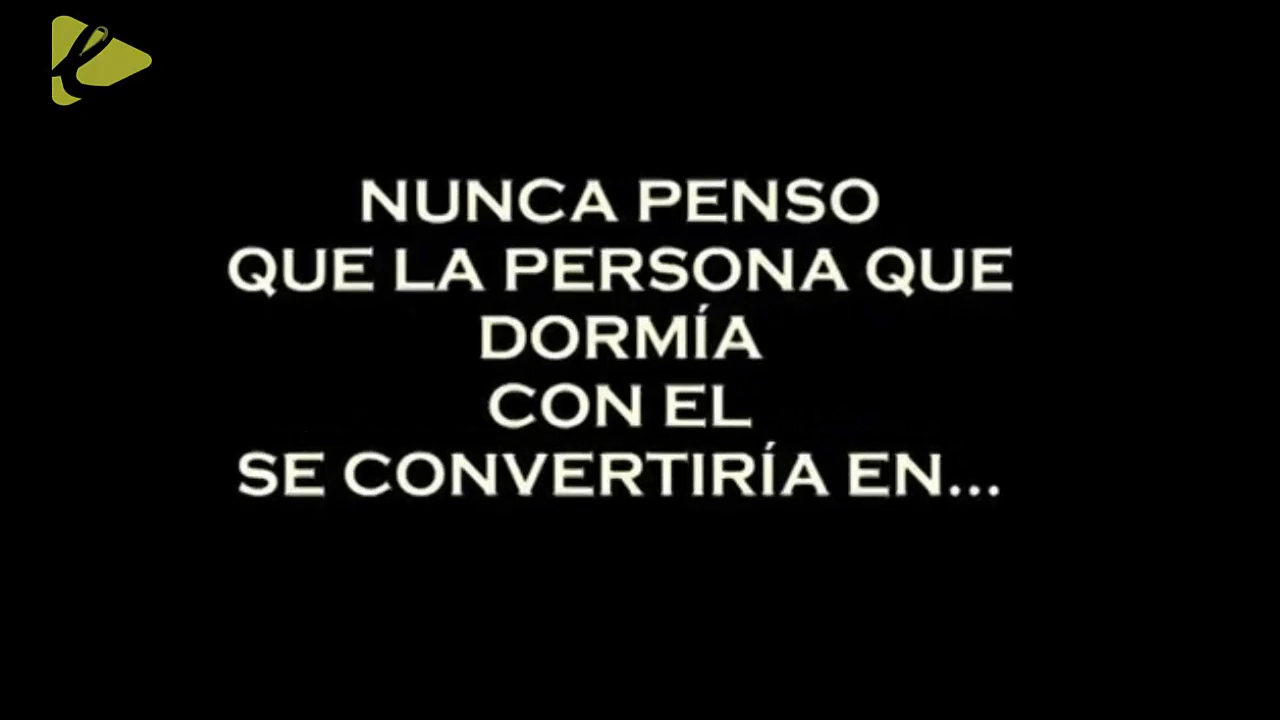 NUNCA PENSO
QUE LA PERSONA QUE
DORMÍA
CON EL
SE CONVERTIRÍA EN...